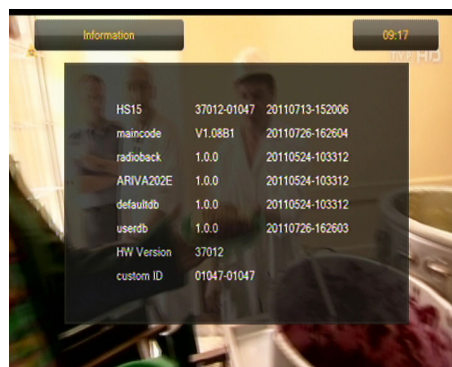 Information
09:17
TVP HD
HS15 37012-01047 20110713-152006
maincode V1.08B1 20110726-162604
radioback 1.0.0 20110524-103312
ARIVA202E 1.0.0 20110524-103312
defaultdb 1.0.0 20110524-103312
userdb 1.0.0 20110726-162603
HW Version 37012
custom ID 01047-01047